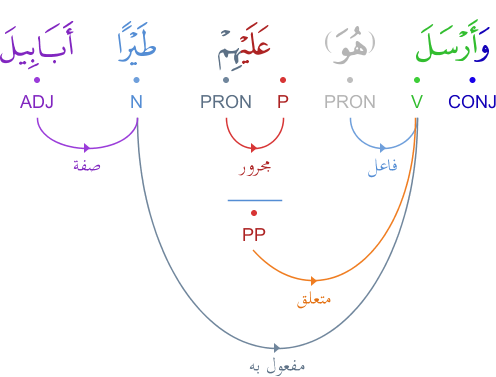 وَأَرْسَلَ (هُوَ) عَلَيْهِمْ طَيْرًا أَبَابِيلَ
CONJ V PRON P PRON N ADJ
فاعل مجرور صفة
PP
متعلق
مفعول به